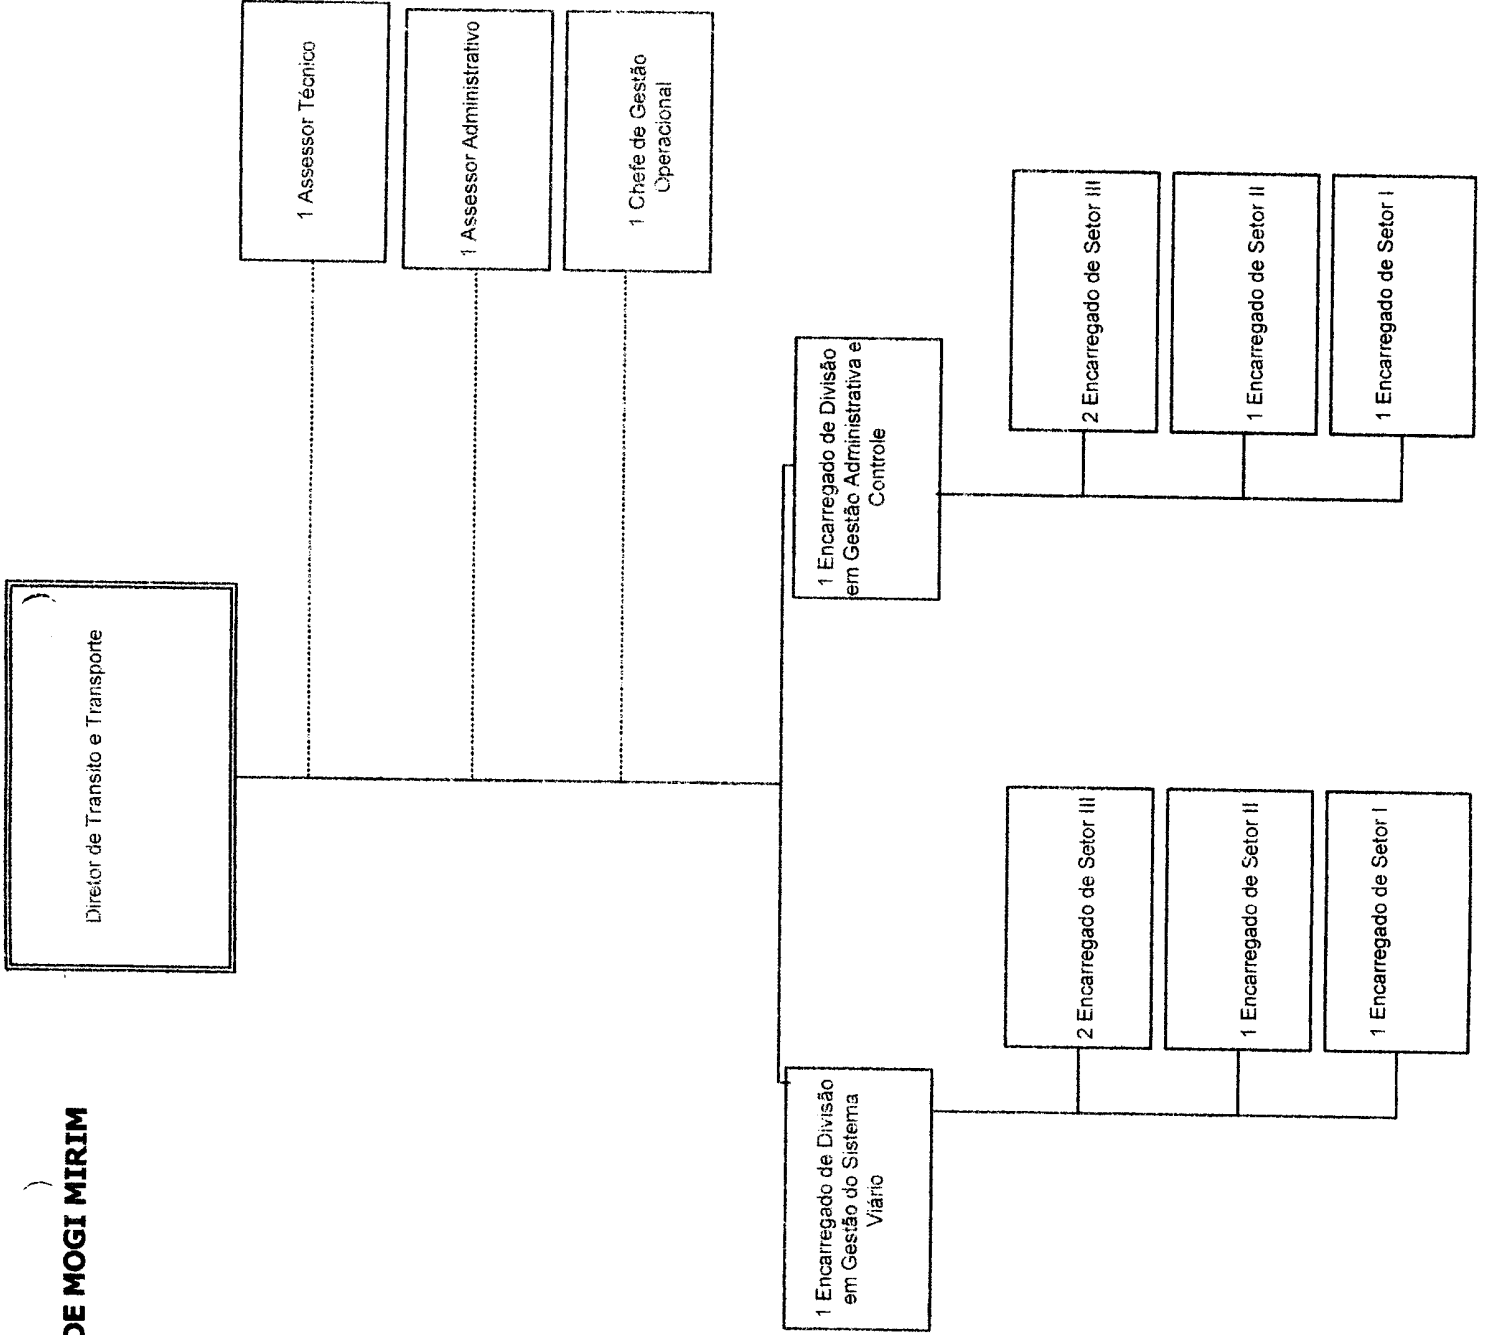 DE MOGI MIRIM
Diretor de Transito e Transporte
1 Assessor Técnico
1 Assessor Administrativo
1 Chefe de Gestão
Operacional
1 Encarregado de Divisão
em Gestão do Sistema
Viário
1 Encarregado de Divisão
em Gestão Administrativa e
Controle
2 Encarregado de Setor III
1 Encarregado de Setor II
1 Encarregado de Setor I
2 Encarregado de Setor III
1 Encarregado de Setor II
1 Encarregado de Setor I